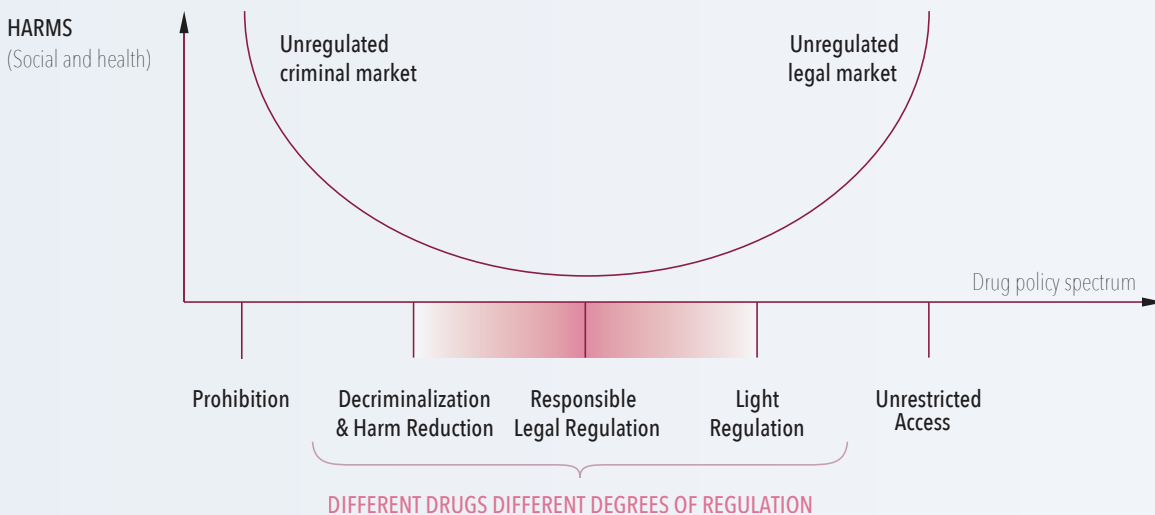 HARMS
(Social and health)
Unregulated
criminal market
Unregulated
legal market
Drug policy spectrum
Prohibition
Decriminalization
& Harm Reduction
Responsible
Legal Regulation
Light
Regulation
Unrestricted
Access
DIFFERENT DRUGS DIFFERENT DEGREES OF REGULATION